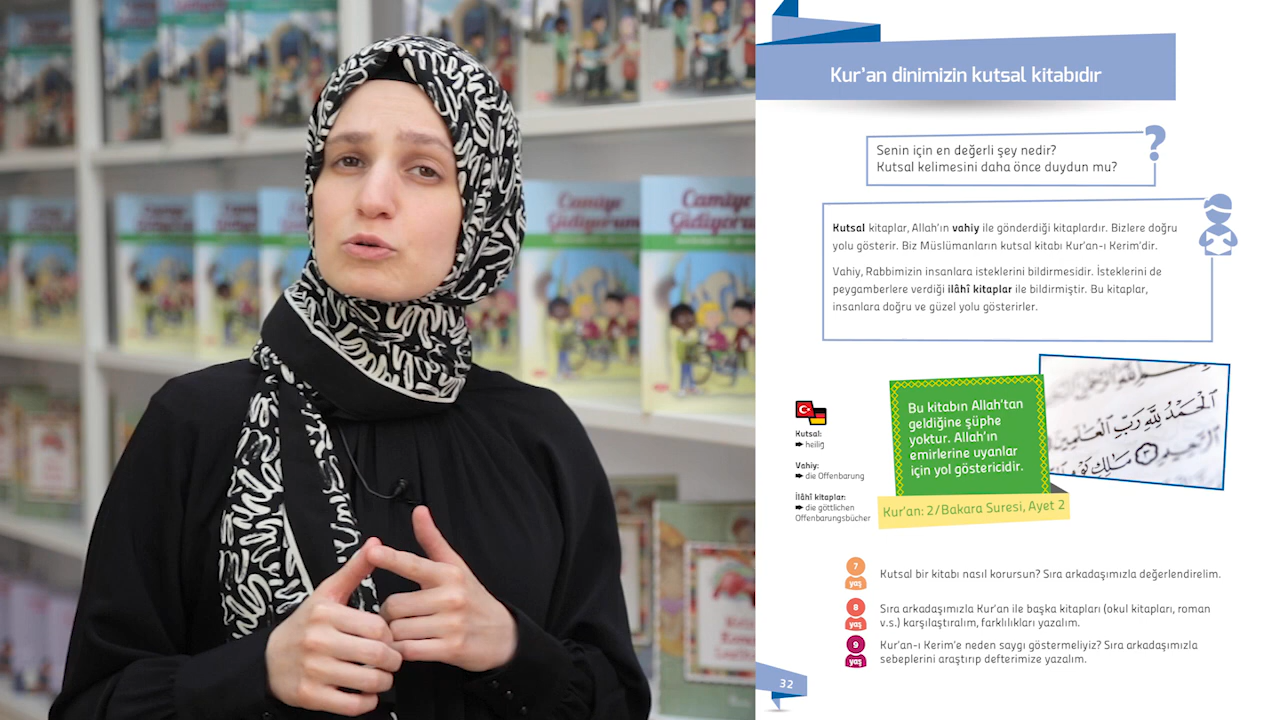 Camiye
Gidiyorum
Camiye
Gidiyorum
Kur’an dinimizin kutsal kitabıdır
Senin için en değerli şey nedir?
Kutsal kelimesini daha önce duydun mu?
?
Kutsal kitaplar, Allah’ın vahiy ile gönderdiği kitaplardır. Bizlere doğru
yolu gösterir. Biz Müslümanların kutsal kitabı Kur’an-ı Kerim’dir.
Vahiy, Rabbimizin insanlara isteklerini bildirmesidir. İsteklerini de
peygamberlere verdiği ilâhî kitaplar ile bildirmiştir. Bu kitaplar,
insanlara doğru ve güzel yolu gösterirler.
Kutsal:
➨ heilig
Vahiy:
➨ die Offenbarung
İlâhî kitaplar:
➨ die göttlichen
Offenbarungsbücher
Bu kitabın Allah’tan
geldiğine şüphe
yoktur. Allah’ın
emirlerine uyanlar
için yol göstericidir.
Kur’an: 2/Bakara Suresi, Ayet 2
ٱلْحَمْدُ لِلَّهِ رَبِّ ٱلْعَٰلَمِينَ
7
yaş
Kutsal bir kitabı nasıl korursun? Sıra arkadaşımızla değerlendirelim.
8
yaş
Sıra arkadaşımızla Kur’an ile başka kitapları (okul kitapları, roman
v.s.) karşılaştıralım, farklılıkları yazalım.
9
yaş
Kur’an-ı Kerim’e neden saygı göstermeliyiz? Sıra arkadaşımızla
sebeplerini araştırıp defterimize yazalım.
32